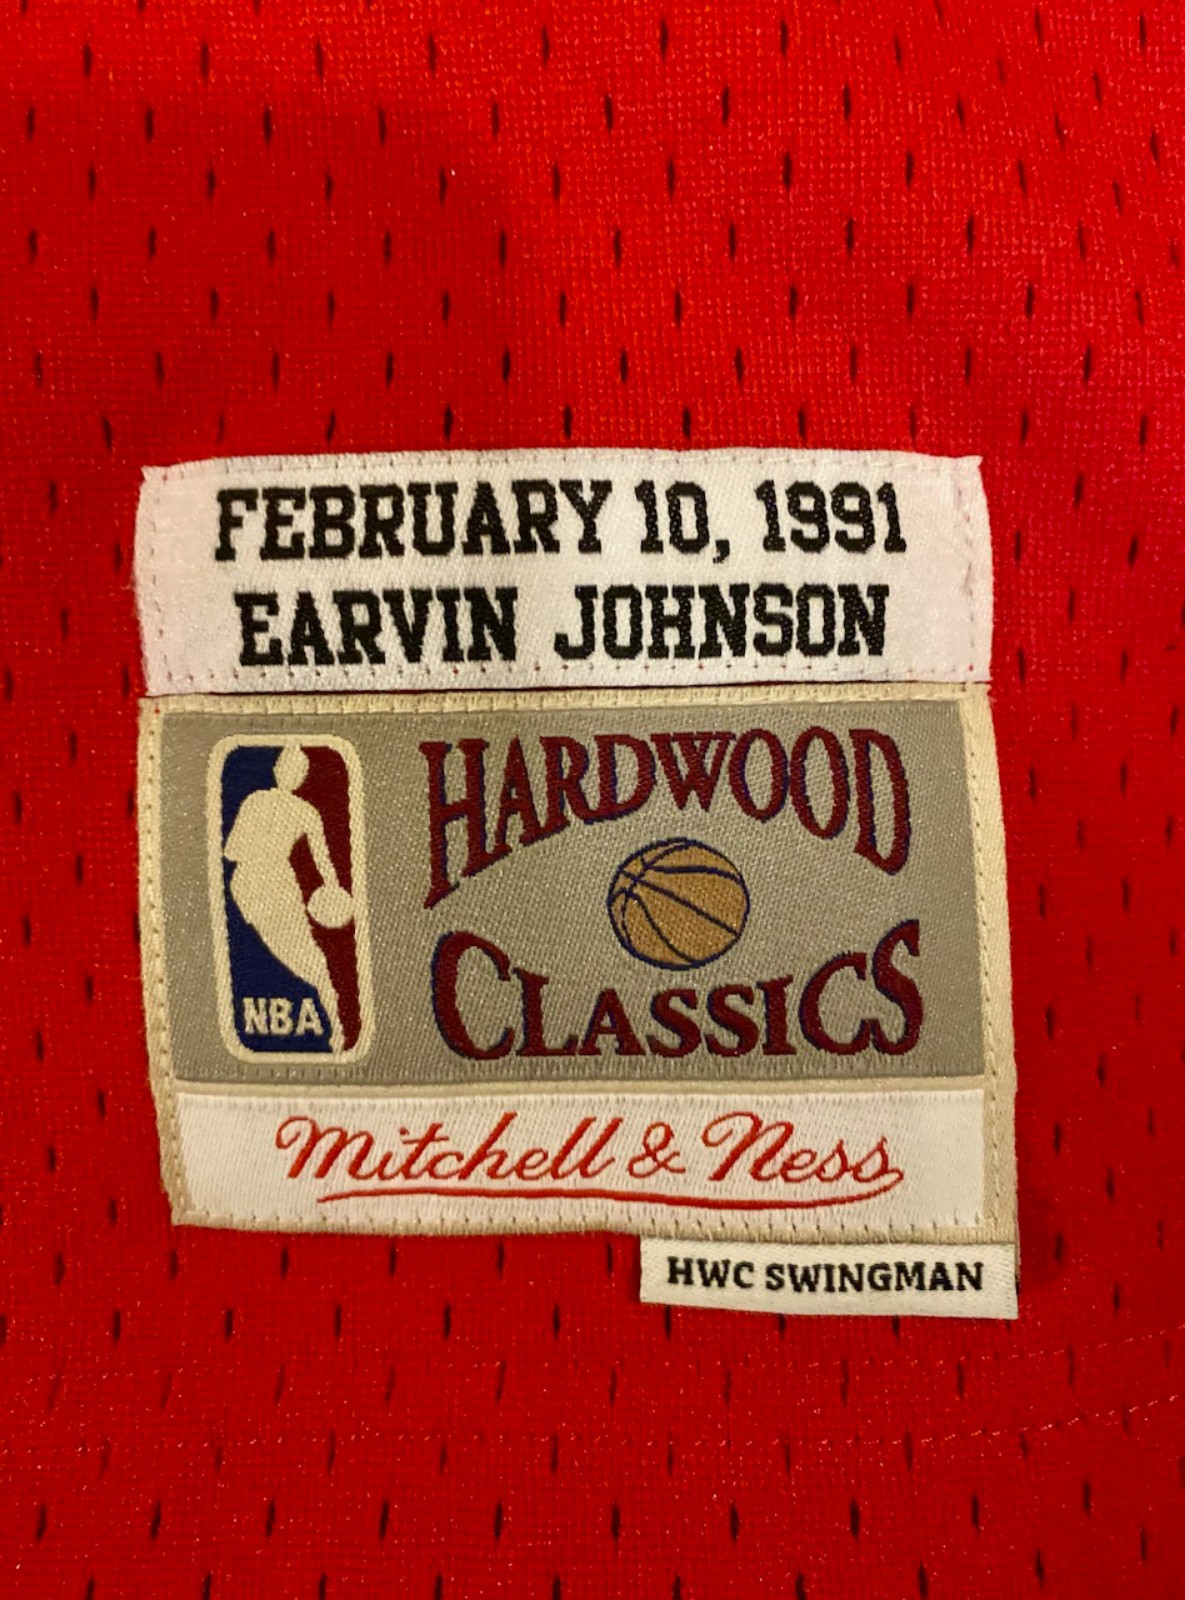 FEBRUARY 10, 1991
EARVIN JOHNSON
HARDWOOD
CLASSICS
NBA
Mitchell & Ness
HWC SWINGMAN